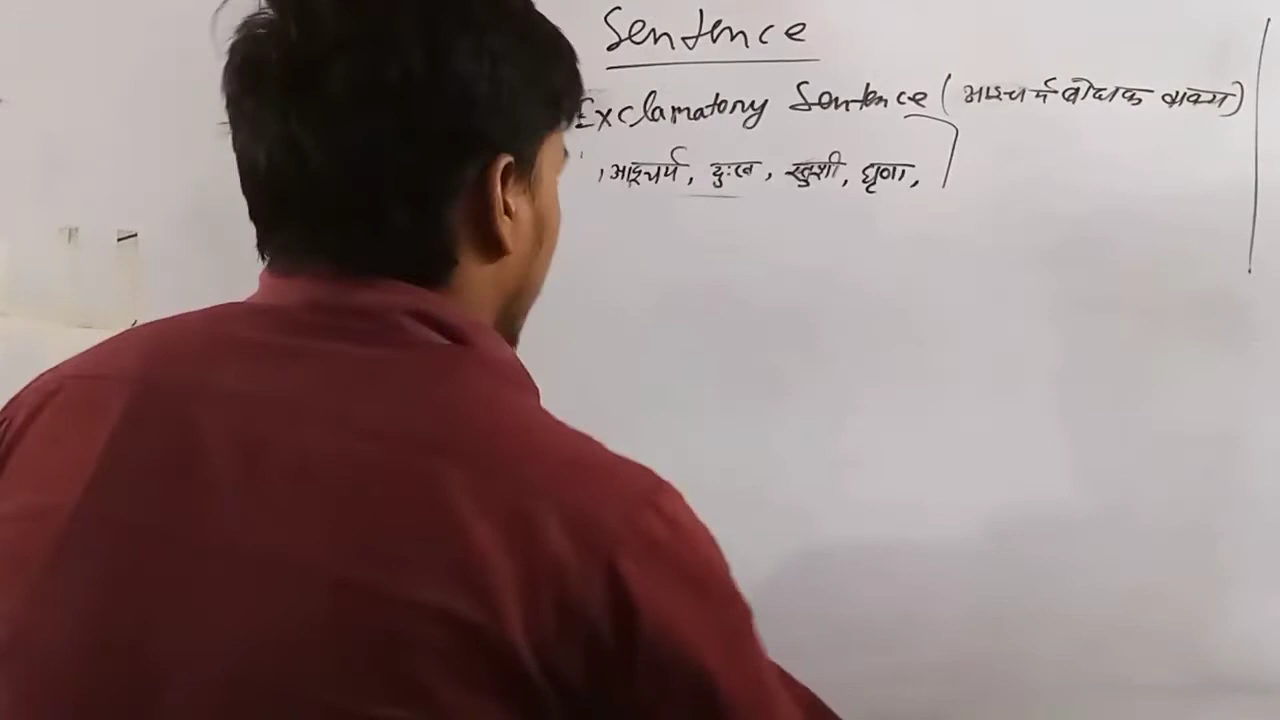 Sentence
Exclamatory Sentence (आश्चर्य बोधक वाक्य)
, आश्चर्य, दुःख, खुशी, घृणा,